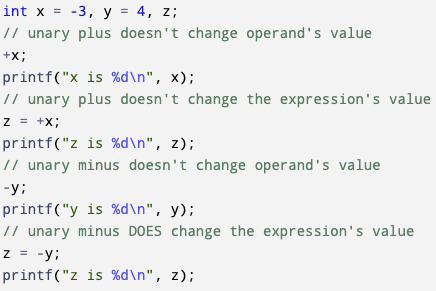 int x = -3, y = 4, z;
// unary plus doesn't change operand's value
+x;
printf("x is %d\n", x);
// unary plus doesn't change the expression's value
z = +x;
printf("z is %d\n", z);
// unary minus doesn't change operand's value
-y;
printf("y is %d\n", y);
// unary minus DOES change the expression's value
z = -y;
printf("z is %d\n", z);